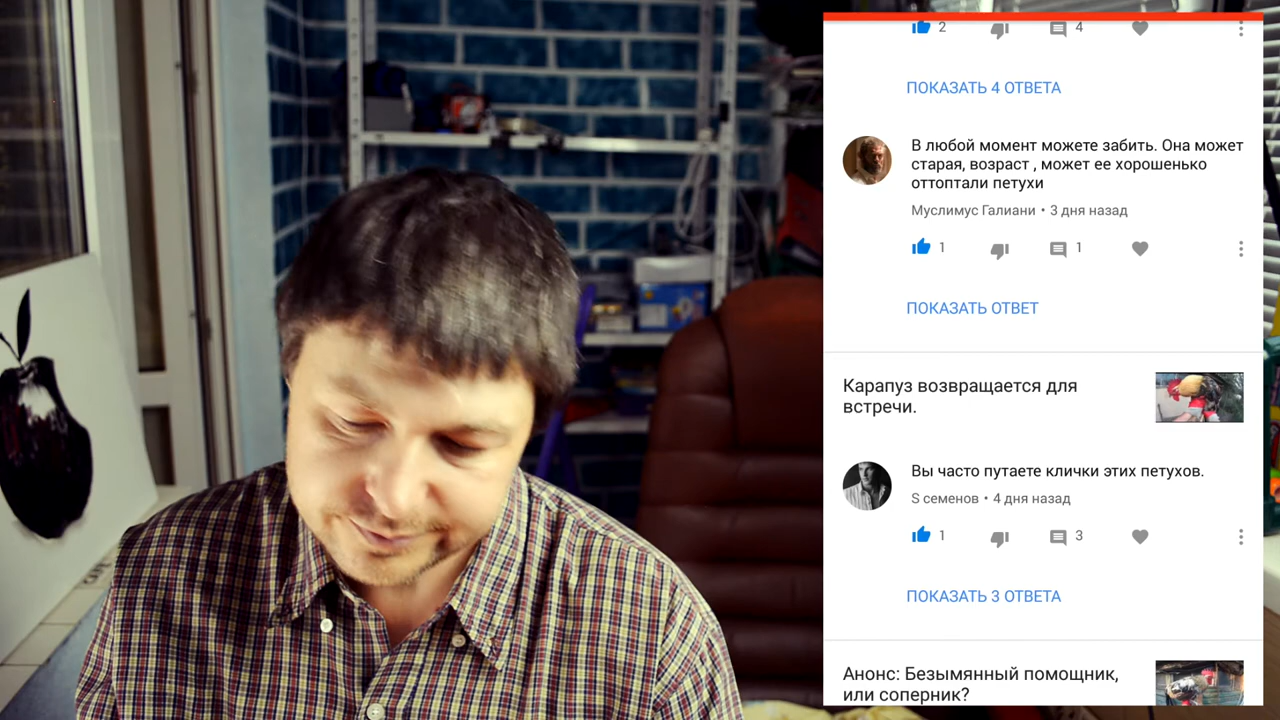 2
4
ПОКАЗАТЬ 4 ОТВЕТА
В любой момент можете забить. Она может
старая, возраст , может ее хорошенько
оттоптали петухи
Муслимус Галиани • 3 дня назад
1
1
ПОКАЗАТЬ ОТВЕТ
Карапуз возвращается для
встречи.
Вы часто путаете клички этих петухов.
S семенов • 4 дня назад
1
3
ПОКАЗАТЬ 3 ОТВЕТА
Анонс: Безымянный помощник,
или соперник?